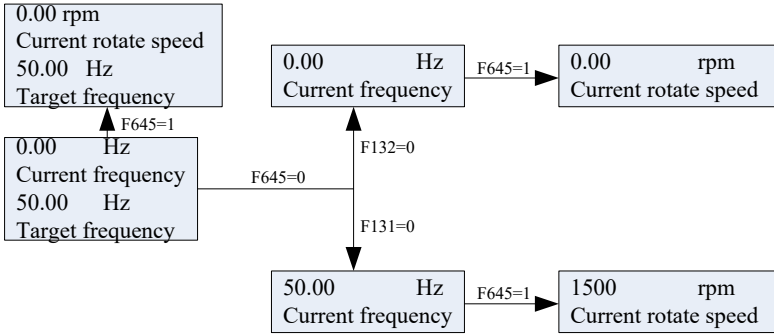 0.00 rpm
Current rotate speed
50.00 Hz
Target frequency
F645=1
0.00 Hz
Current frequency
50.00 Hz
Target frequency
F645=0
F132=0
F131=0
0.00 Hz
Current frequency
F645=1
0.00 rpm
Current rotate speed
50.00 Hz
Current frequency
F645=1
1500 rpm
Current rotate speed